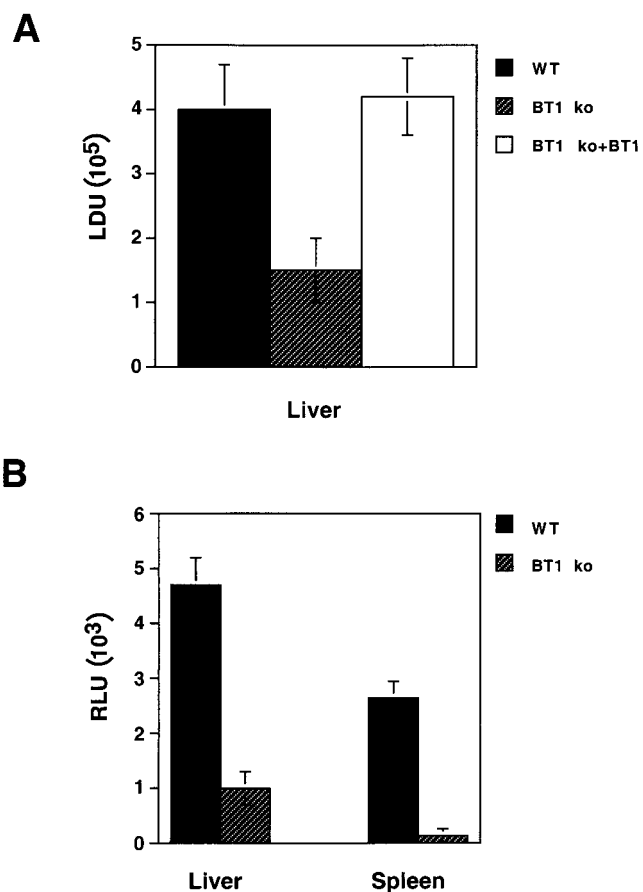 A
LDU (10⁵)
5
4
3
2
1
0
Liver
WT
BT1 ko
BT1 ko+BT1
B
RLU (10³)
6
5
4
3
2
1
0
Liver Spleen
WT
BT1 ko